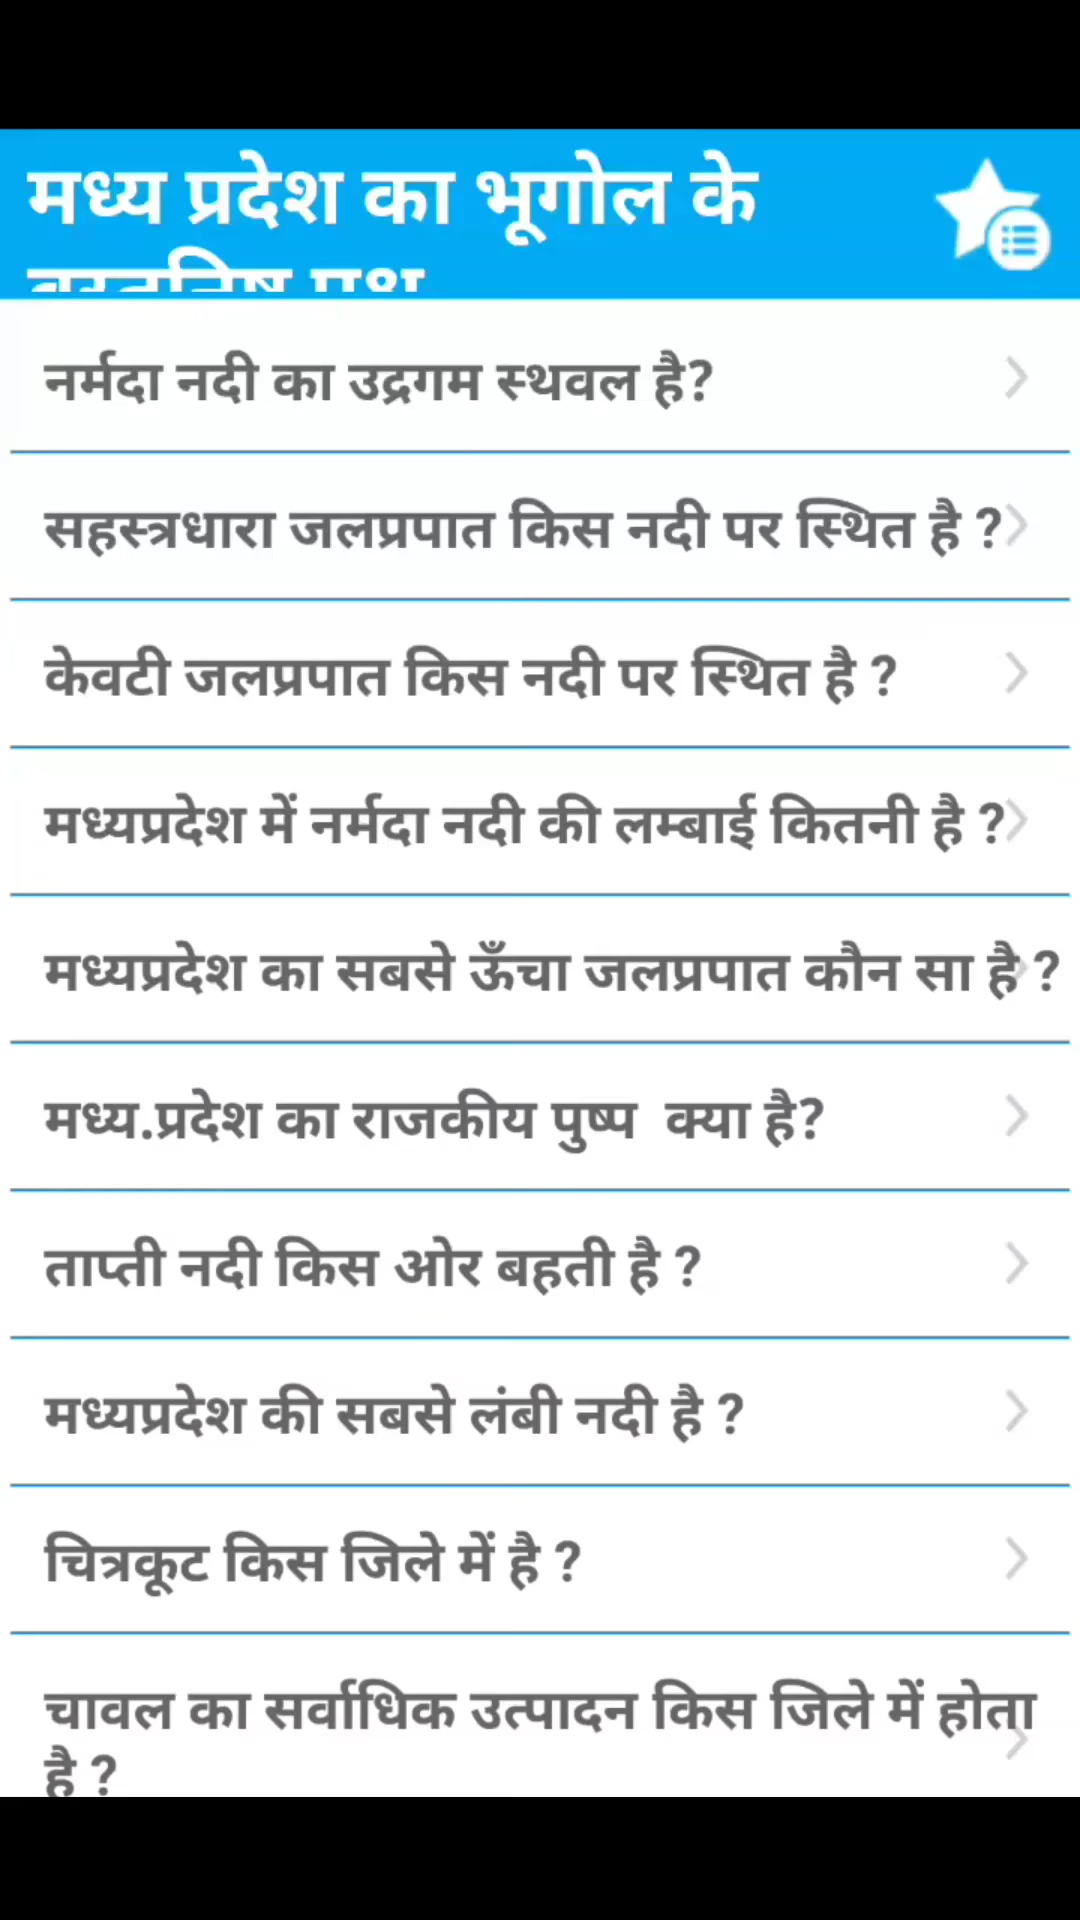 मध्य प्रदेश का भूगोल के
नर्मदा नदी का उद्रगम स्थवल है?
सहस्त्रधारा जलप्रपात किस नदी पर स्थित है ?
केवटी जलप्रपात किस नदी पर स्थित है ?
मध्यप्रदेश में नर्मदा नदी की लम्बाई कितनी है ?
मध्यप्रदेश का सबसे ऊँचा जलप्रपात कौन सा है ?
मध्य.प्रदेश का राजकीय पुष्प क्या है?
ताप्ती नदी किस ओर बहती है ?
मध्यप्रदेश की सबसे लंबी नदी है ?
चित्रकूट किस जिले में है ?
चावल का सर्वाधिक उत्पादन किस जिले में होता
है ?